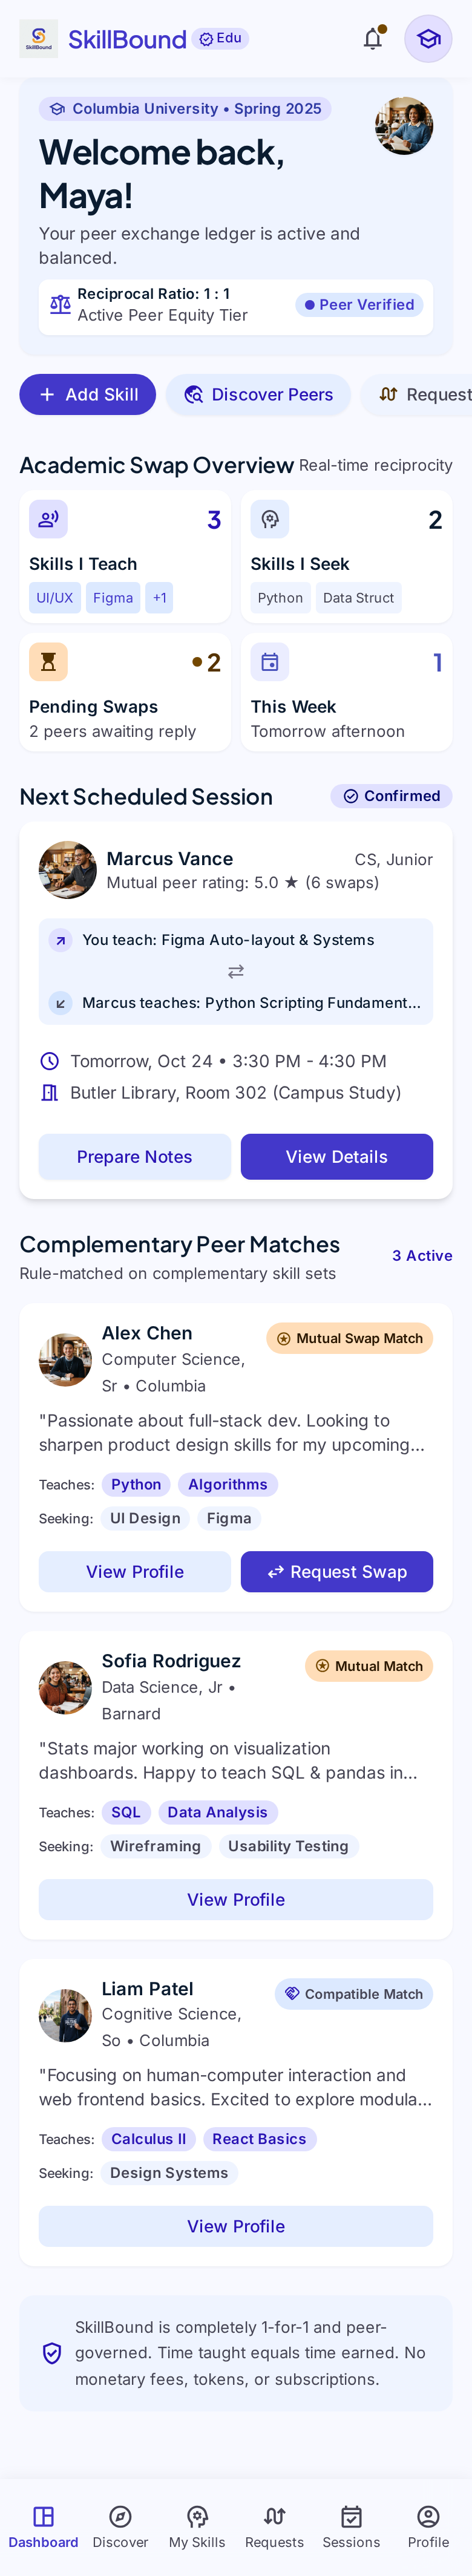 SkillBound
SkillBound Edu
Columbia University • Spring 2025
Welcome back,
Maya!
Your peer exchange ledger is active and
balanced.
Reciprocal Ratio: 1 : 1
Active Peer Equity Tier
Peer Verified
Add Skill
Discover Peers
Request
Academic Swap Overview
Real-time reciprocity
3
Skills I Teach
UI/UX Figma +1
2
Skills I Seek
Python Data Struct
2
Pending Swaps
2 peers awaiting reply
1
This Week
Tomorrow afternoon
Next Scheduled Session
Confirmed
Marcus Vance
CS, Junior
Mutual peer rating: 5.0 ★ (6 swaps)
You teach: Figma Auto-layout & Systems
Marcus teaches: Python Scripting Fundament...
Tomorrow, Oct 24 • 3:30 PM - 4:30 PM
Butler Library, Room 302 (Campus Study)
Prepare Notes
View Details
Complementary Peer Matches
Rule-matched on complementary skill sets
3 Active
Alex Chen
Computer Science,
Sr • Columbia
Mutual Swap Match
"Passionate about full-stack dev. Looking to
sharpen product design skills for my upcoming...
Teaches: Python Algorithms
Seeking: UI Design Figma
View Profile
Request Swap
Sofia Rodriguez
Data Science, Jr •
Barnard
Mutual Match
"Stats major working on visualization
dashboards. Happy to teach SQL & pandas in...
Teaches: SQL Data Analysis
Seeking: Wireframing Usability Testing
View Profile
Liam Patel
Cognitive Science,
So • Columbia
Compatible Match
"Focusing on human-computer interaction and
web frontend basics. Excited to explore modula...
Teaches: Calculus II React Basics
Seeking: Design Systems
View Profile
SkillBound is completely 1-for-1 and peer-
governed. Time taught equals time earned. No
monetary fees, tokens, or subscriptions.
Dashboard Discover My Skills Requests Sessions Profile